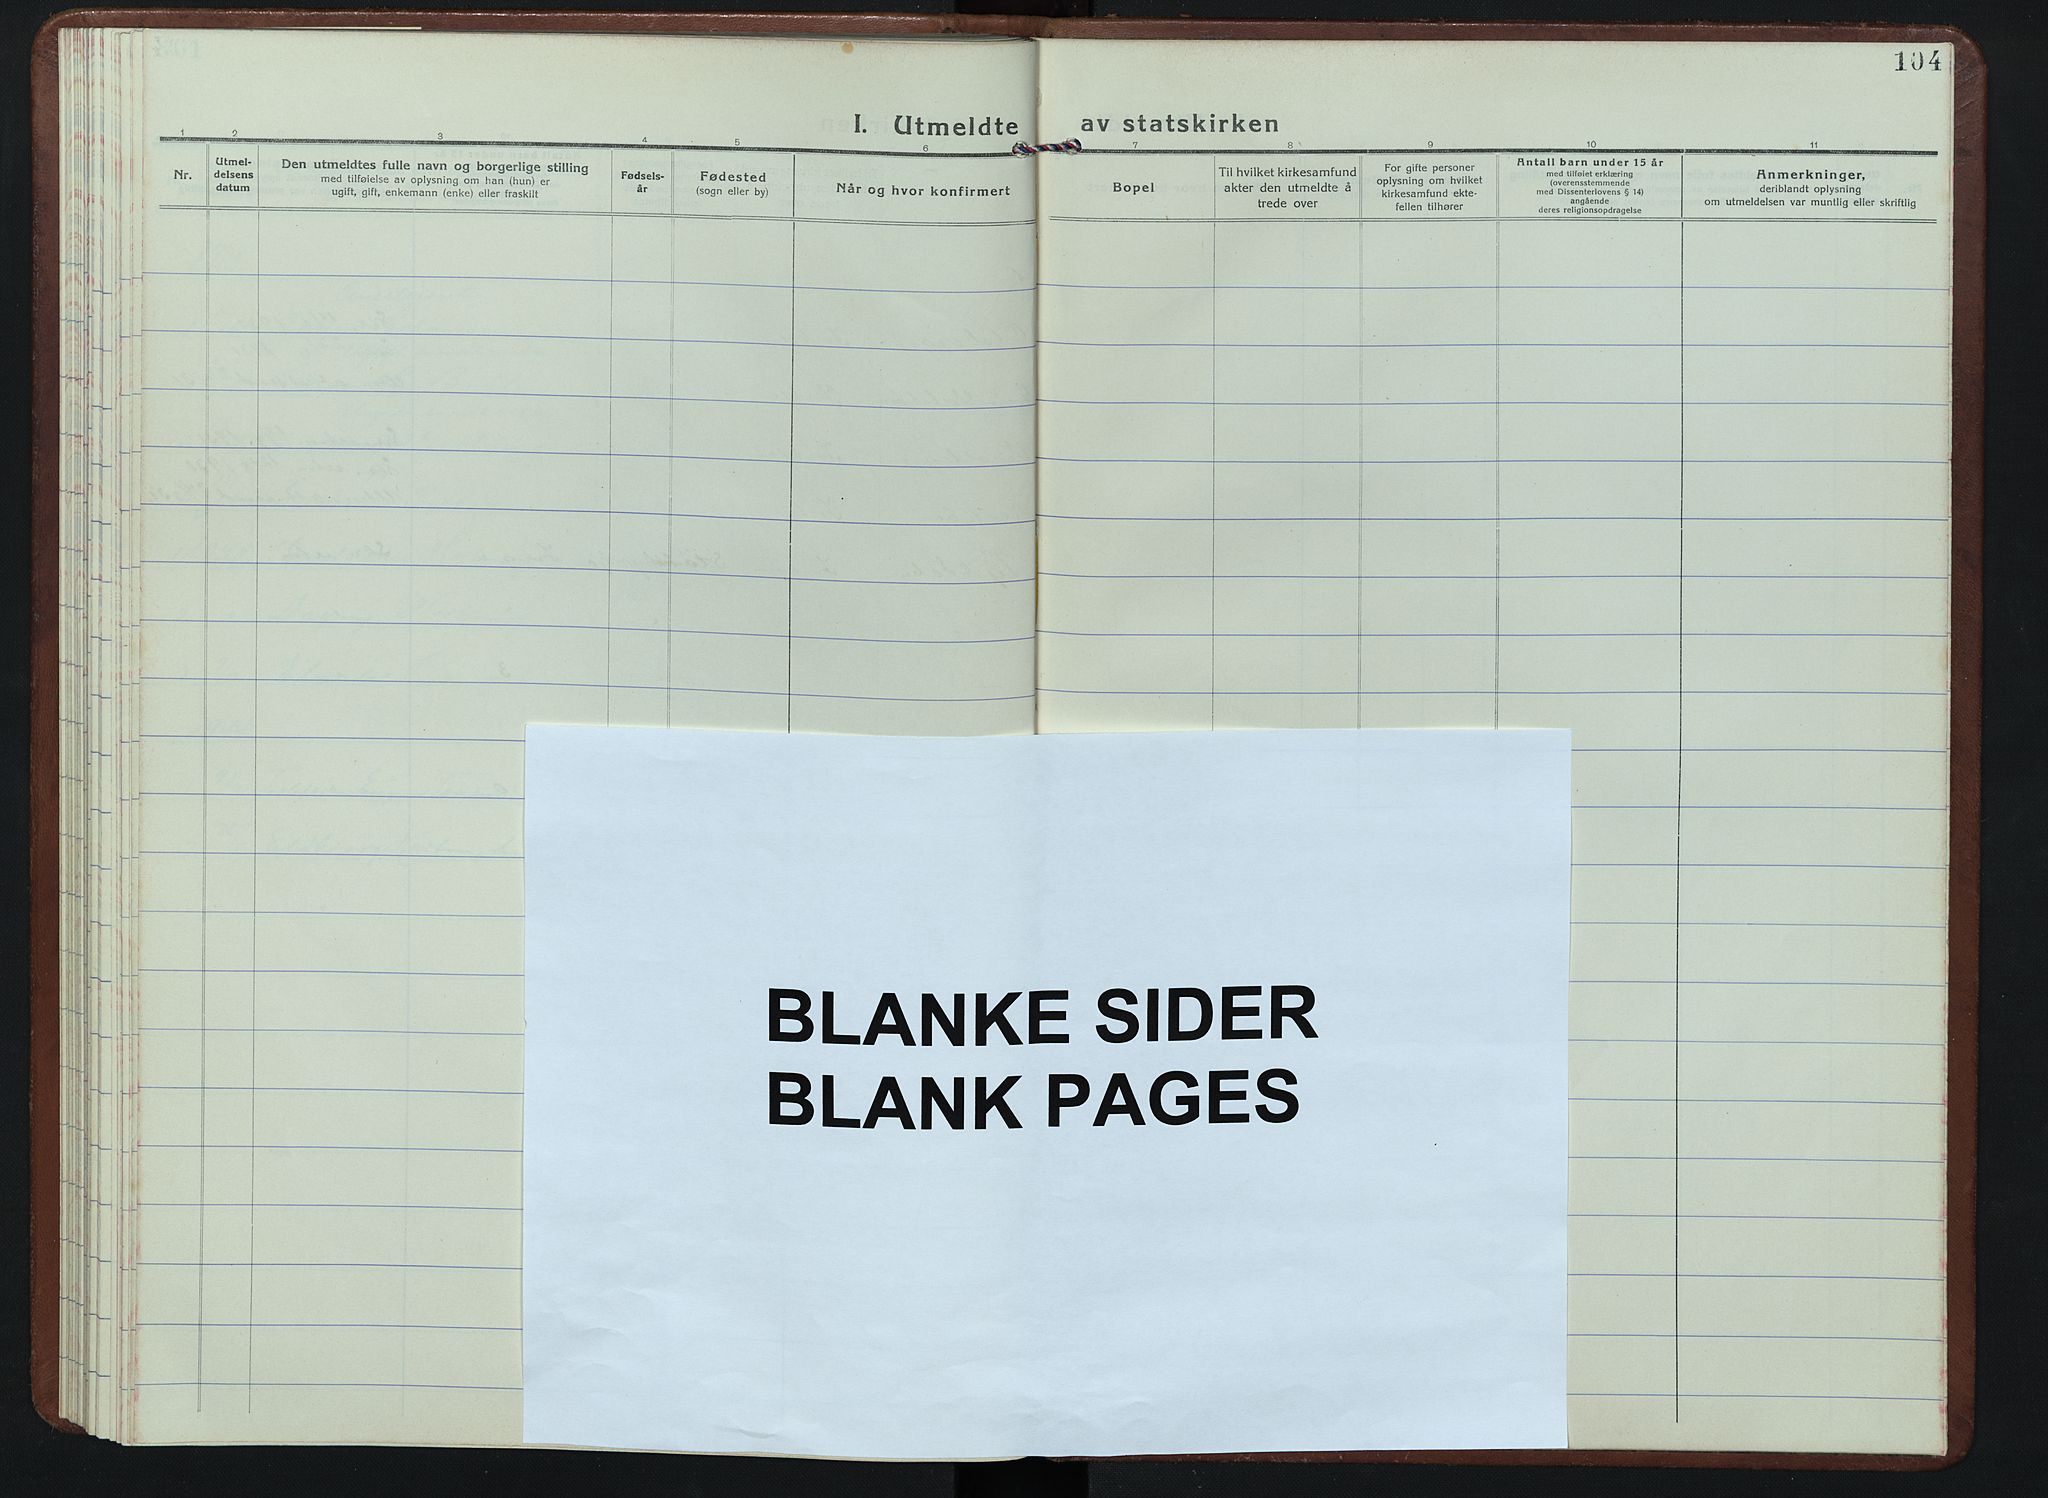 104
I. Utmeldte av statskirken
1 2 3 4 5 6 7 8 9 10 11
Nr.
Utmel-
delsens
datum
Den utmeldtes fulle navn og borgerlige stilling
med tilføielse av oplysning om han (hun) er
ugift, gift, enkemann (enke) eller fraskilt
Fødsels-
år
Fødested
(sogn eller by)
Når og hvor konfirmert
Bopel
Til hvilket kirkesamfund
akter den utmeldte å
trede over
For gifte personer
oplysning om hvilket
kirkesamfund ekte-
fellen tilhører
Antall barn under 15 år
med tilføiet erklæring
(overensstemmende
med Dissenterlovens § 14)
angående
deres religionsopdragelse
Anmerkninger,
deriblandt oplysning
om utmeldelsen var muntlig eller skriftlig
BLANKE SIDER
BLANK PAGES